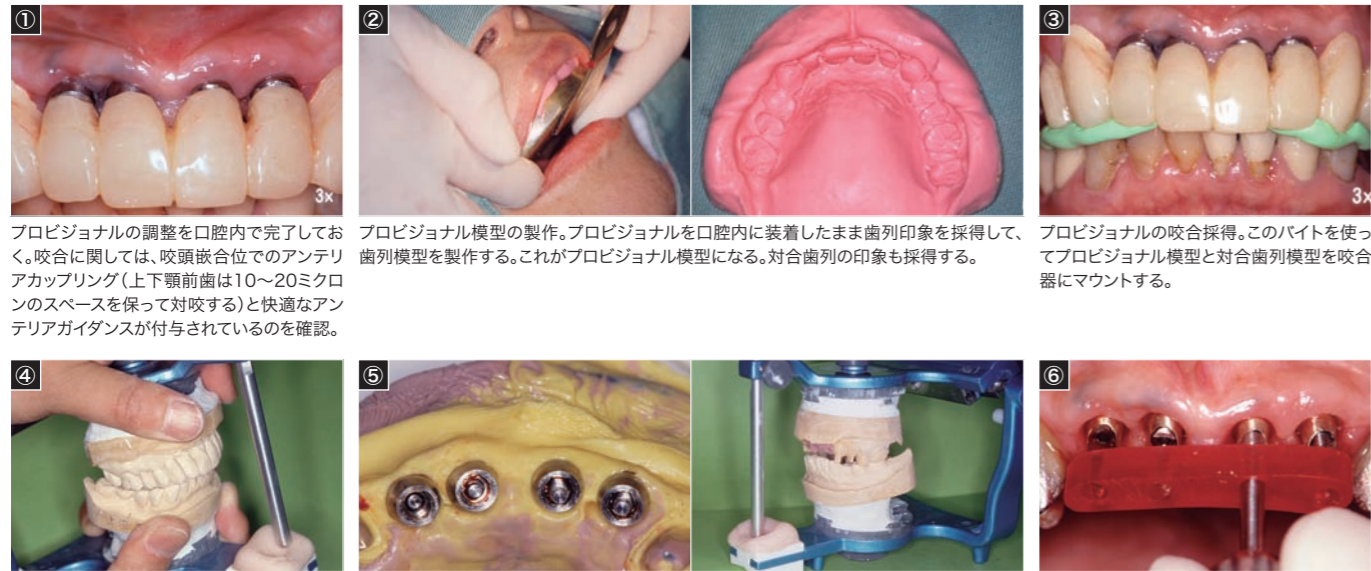 ①
3x
プロビジョナルの調整を口腔内で完了してお
く。咬合に関しては、咬頭嵌合位でのアンテリ
アカップリング(上下顎前歯は10〜20ミクロ
ンのスペースを保って対咬する)と快適なアン
テリアガイダンスが付与されているのを確認。
②
プロビジョナル模型の製作。プロビジョナルを口腔内に装着したまま歯列印象を採得して、
歯列模型を製作する。これがプロビジョナル模型になる。対合歯列の印象も採得する。
③
3x
プロビジョナルの咬合採得。このバイトを使っ
てプロビジョナル模型と対合歯列模型を咬合
器にマウントする。
④
⑤
⑥